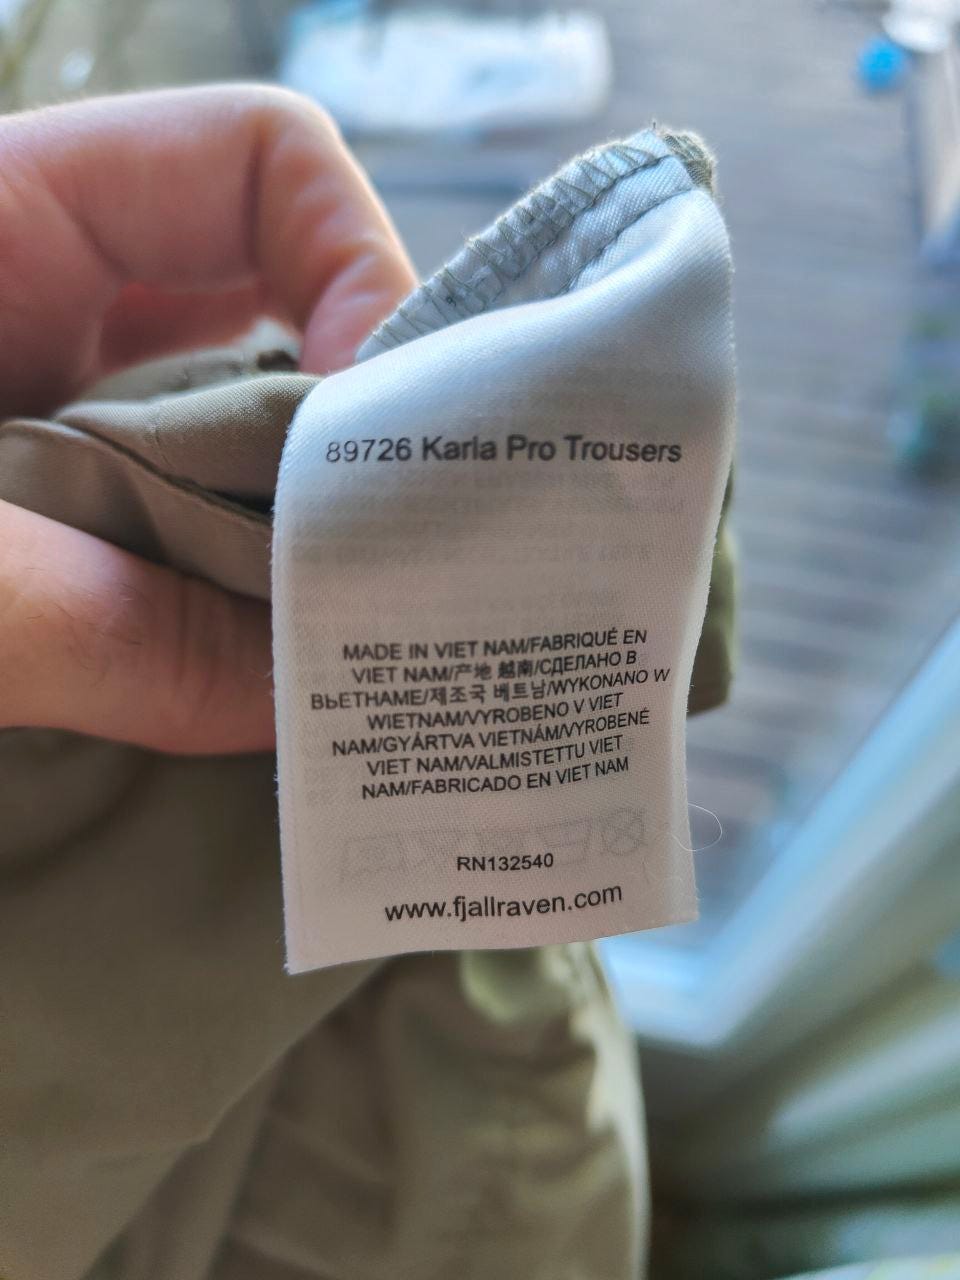 89726 Karla Pro Trousers
MADE IN VIET NAM/FABRIQUÉ EN
VIET NAM/产地 越南/СДЕЛАНО В
ВЬЕТНАМЕ/제조국 베트남/WYKONANO W
WIETNAM/VYROBENO V VIET
NAM/GYÁRTVA VIETNÁM/VYROBENÉ
VIET NAM/VALMISTETTU VIET
NAM/FABRICADO EN VIET NAM
RN132540
www.fjallraven.com